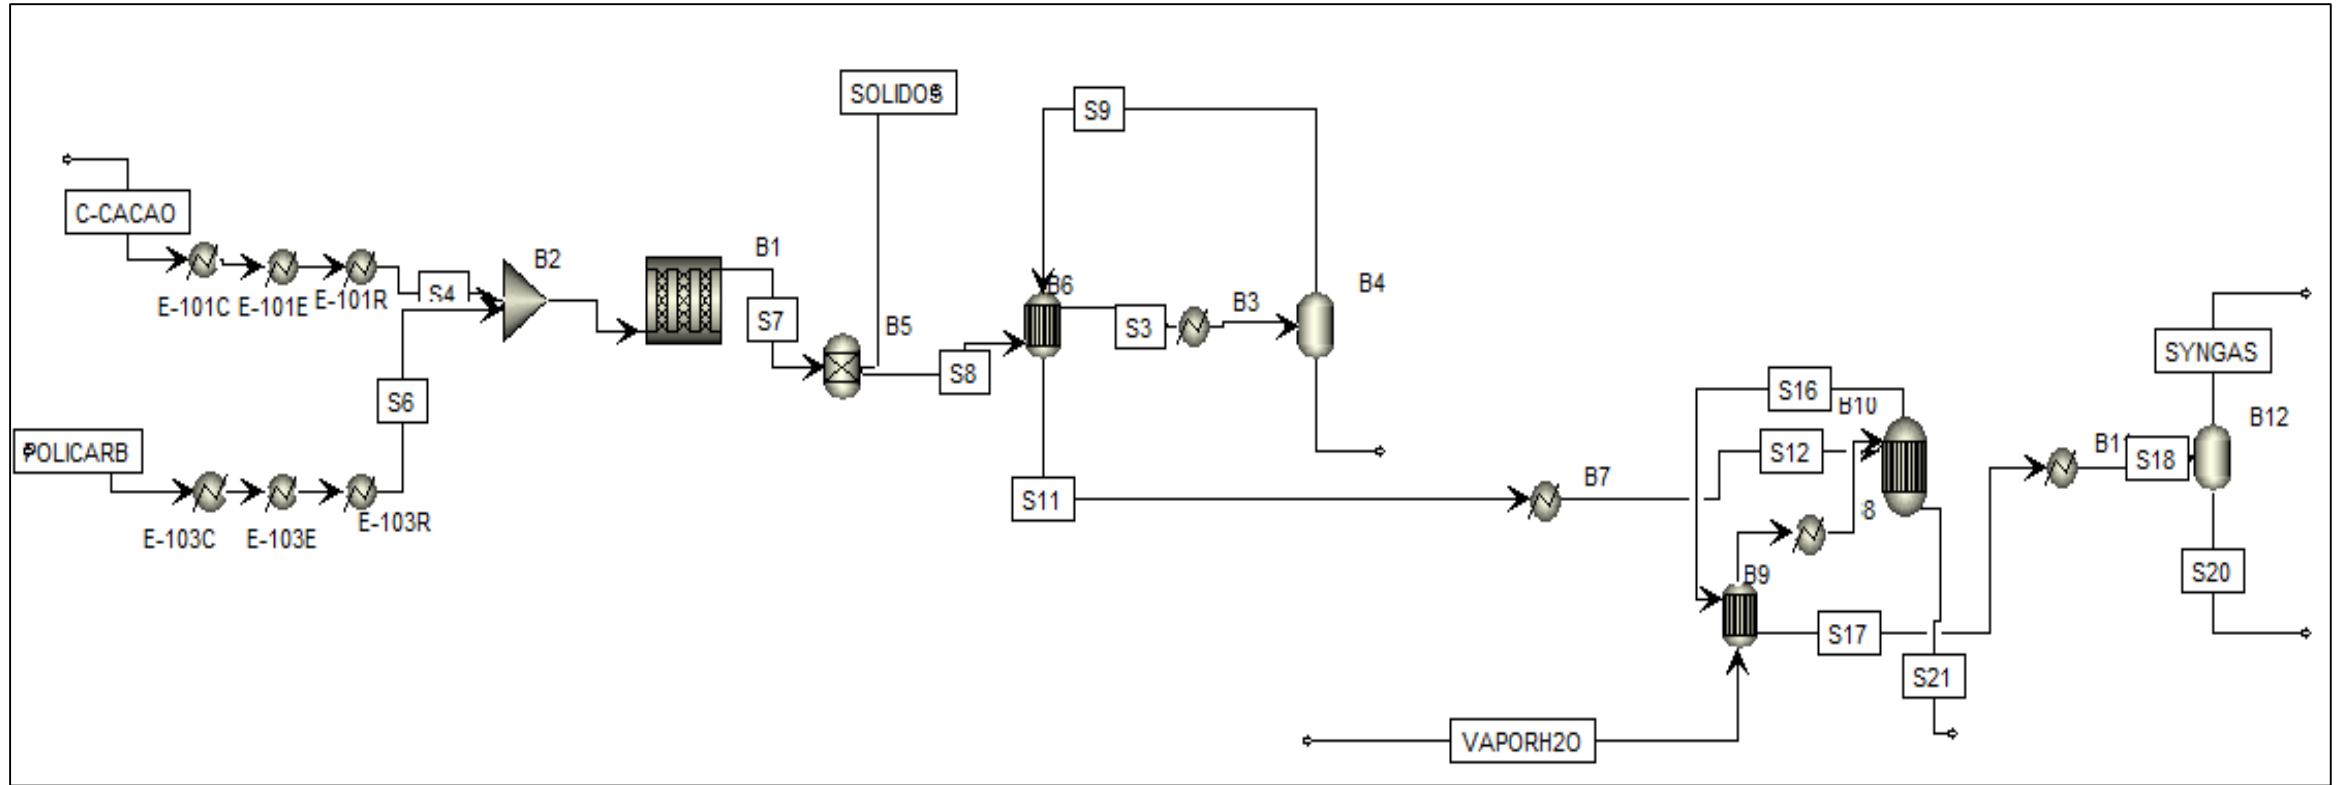 SOLIDOS
S9
C-CACAO
B2
B1
B4
E-101C
E-101E
E-101R
S4
B6
B3
S3
S7
B5
S8
S6
POLICARB
E-103C
E-103E
E-103R
S11
B7
S16
B10
S12
8
B9
S17
S21
VAPORH2O
SYNGAS
B12
B11
S18
S20